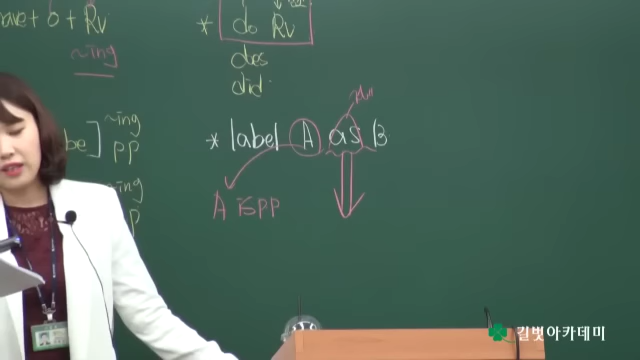 have + O + Rv
~ing
* do Rv
does
did
~ing
be] pp
~ing
pp
* label A as B
A is pp
길벗아카데미